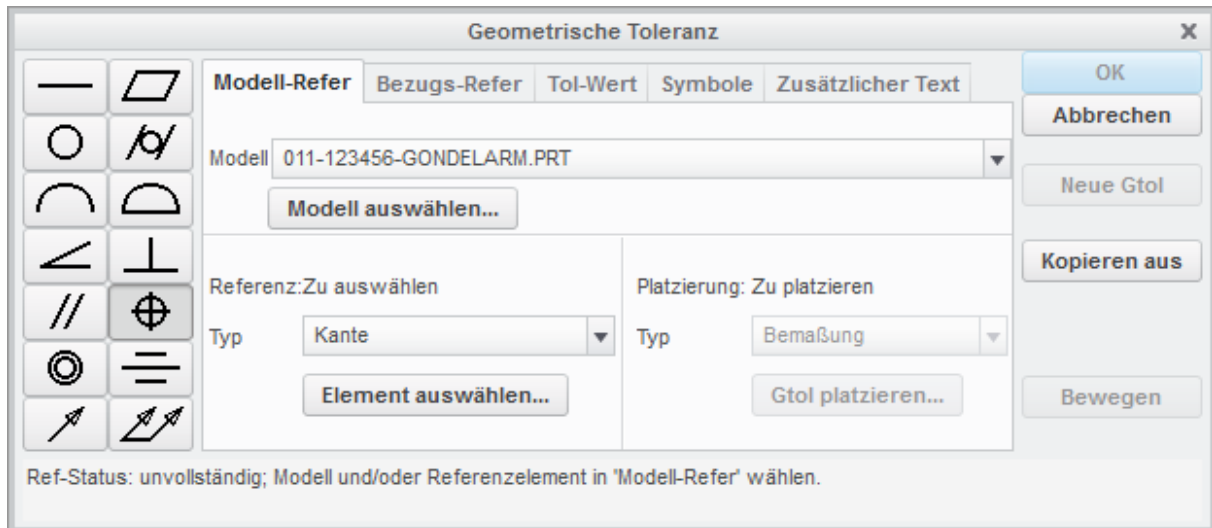 Geometrische Toleranz
Modell-Refer Bezugs-Refer Tol-Wert Symbole Zusätzlicher Text
OK
Abbrechen
Modell 011-123456-GONDELARM.PRT
Neue Gtol
Modell auswählen...
Kopieren aus
Referenz:Zu auswählen Platzierung: Zu platzieren
Typ Kante Typ Bemaßung
Element auswählen... Gtol platzieren... Bewegen
Ref-Status: unvollständig; Modell und/oder Referenzelement in 'Modell-Refer' wählen.